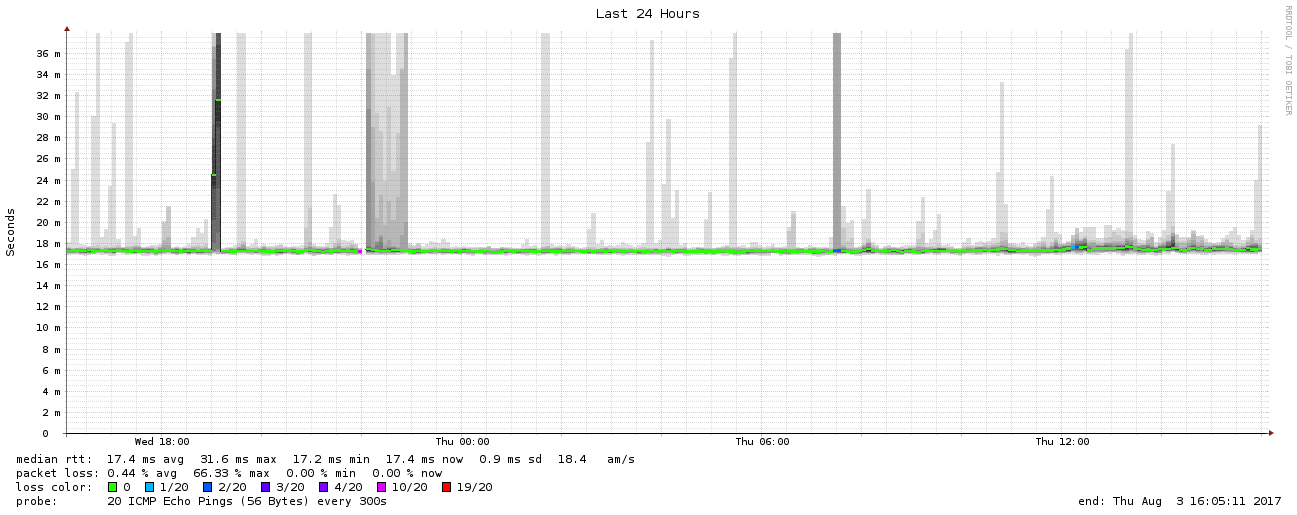 Last 24 Hours
RRDTOOL / TOBI OETIKER
Seconds
36 m
34 m
32 m
30 m
28 m
26 m
24 m
22 m
20 m
18 m
16 m
14 m
12 m
10 m
8 m
6 m
4 m
2 m
0
Wed 18:00 Thu 00:00 Thu 06:00 Thu 12:00
median rtt: 17.4 ms avg 31.6 ms max 17.2 ms min 17.4 ms now 0.9 ms sd 18.4 am/s
packet loss: 0.44 % avg 66.33 % max 0.00 % min 0.00 % now
loss color: 0 1/20 2/20 3/20 4/20 10/20 19/20
probe: 20 ICMP Echo Pings (56 Bytes) every 300s end: Thu Aug 3 16:05:11 2017